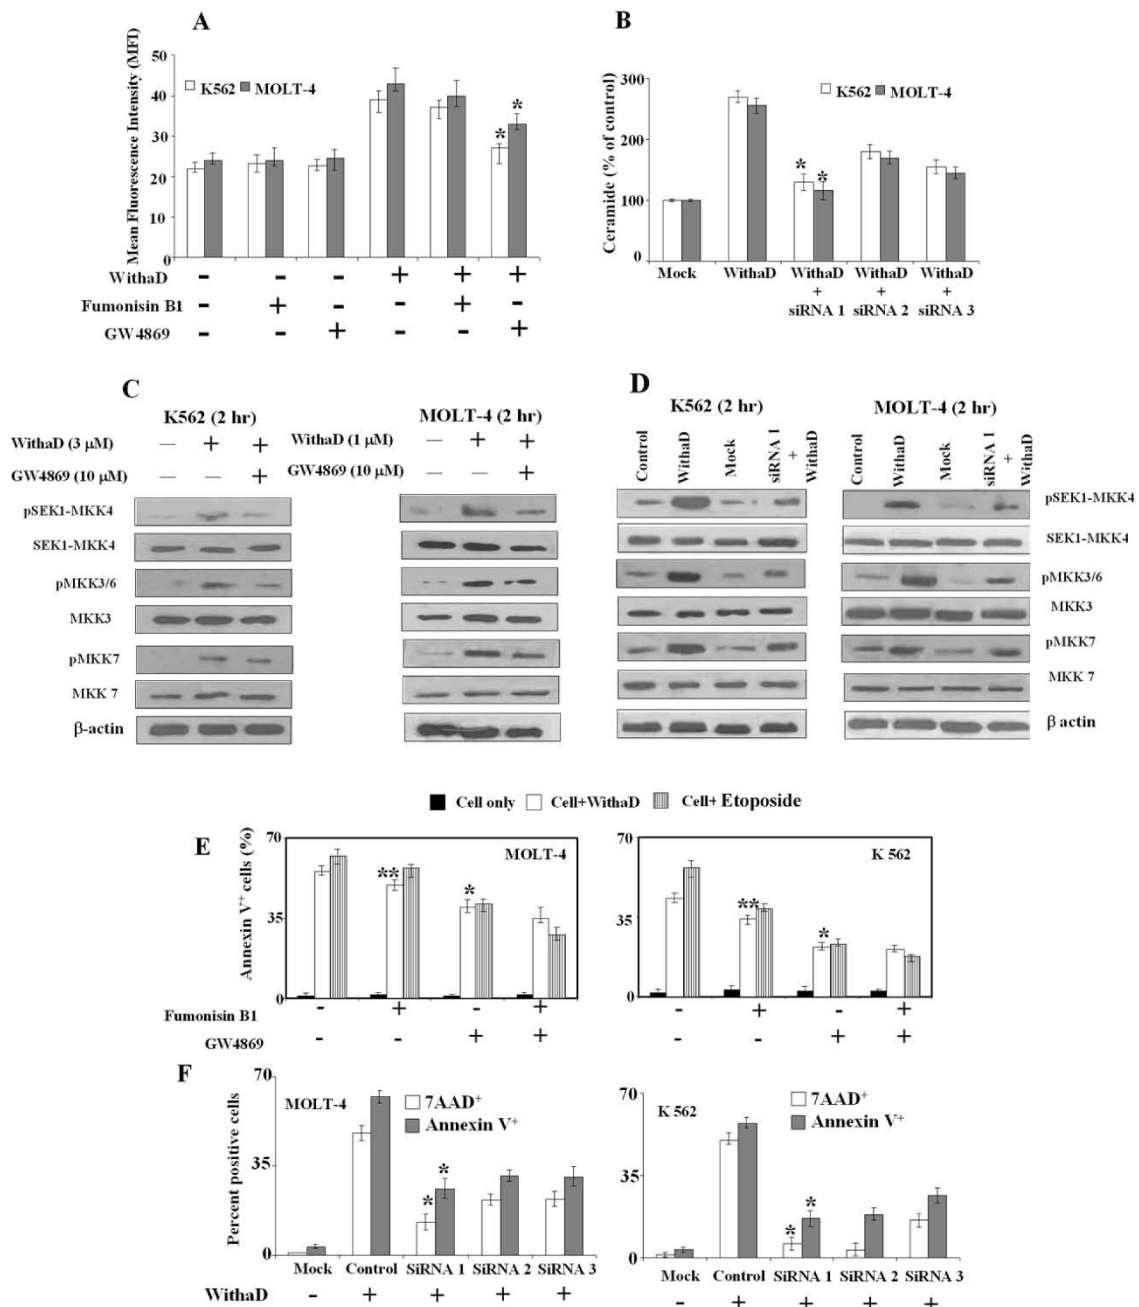 A
Mean Fluorescence Intensity (MFI)
50
40
30
20
10
0
K562 MOLT-4
* *
WithaD - - - + + +
Fumonisin B1 - + - - + -
GW4869 - - + - - +
B
Ceramide (% of control)
300
200
100
0
K562 MOLT-4
* *
Mock WithaD WithaD WithaD WithaD
+ + +
siRNA 1 siRNA 2 siRNA 3
C
K562 (2 hr)
WithaD (3 μM) — + +
GW4869 (10 μM) — — +
pSEK1-MKK4
SEK1-MKK4
pMKK3/6
MKK3
pMKK7
MKK 7
β-actin
MOLT-4 (2 hr)
WithaD (1 μM) — + +
GW4869 (10 μM) — — +
D
K562 (2 hr)
Control
WithaD
Mock
siRNA 1
+
WithaD
MOLT-4 (2 hr)
Control
WithaD
Mock
siRNA 1
+
WithaD
pSEK1-MKK4
SEK1-MKK4
pMKK3/6
MKK3
pMKK7
MKK 7
β actin
Cell only Cell+WithaD Cell+ Etoposide
E
Annexin V+ cells (%)
70
35
0
MOLT-4
** *
Fumonisin B1 - + - +
GW4869 - - + +
70
35
0
K 562
** *
- + - +
- - + +
F
Percent positive cells
70
35
0
MOLT-4
7AAD+
Annexin V+
* *
Mock Control SiRNA 1 SiRNA 2 SiRNA 3
WithaD - + + + +
70
35
0
K 562
7AAD+
Annexin V+
* *
Mock Control SiRNA 1 SiRNA 2 SiRNA 3
- + + + +